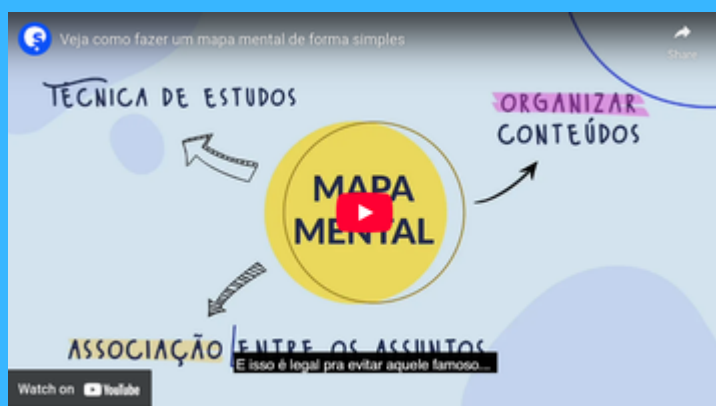 Veja como fazer um mapa mental de forma simples
Share
TÉCNICA DE ESTUDOS
ORGANIZAR
CONTEÚDOS
MAPA
MENTAL
ASSOCIAÇÃO ENTRE OS ASSUNTOS
E isso é legal pra evitar aquele famoso...
Watch on YouTube